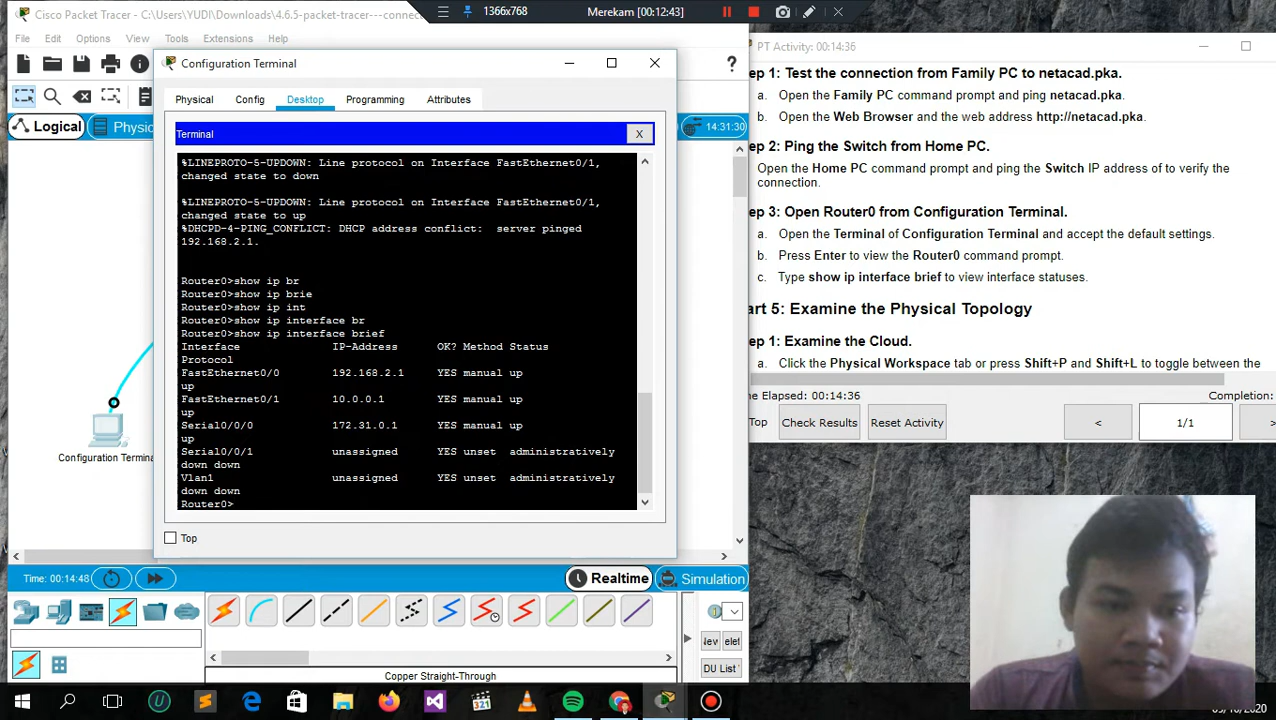 Cisco Packet Tracer - C:\Users\YUDI\Downloads\4.6.5-packet-tracer---connec
1366x768
Merekam [00:12:43]
File Edit Options View Tools Extensions Help
PT Activity: 00:14:36
Configuration Terminal
Physical Config Desktop Programming Attributes
Logical
Physic
14:31:30
Terminal
X
%LINEPROTO-5-UPDOWN: Line protocol on Interface FastEthernet0/1,
changed state to down
%LINEPROTO-5-UPDOWN: Line protocol on Interface FastEthernet0/1,
changed state to up
%DHCPD-4-PING_CONFLICT: DHCP address conflict: server pinged
192.168.2.1.
Router0>show ip br
Router0>show ip brie
Router0>show ip int
Router0>show ip interface br
Router0>show ip interface brief
Interface IP-Address OK? Method Status
Protocol
FastEthernet0/0 192.168.2.1 YES manual up
up
FastEthernet0/1 10.0.0.1 YES manual up
up
Serial0/0/0 172.31.0.1 YES manual up
up
Serial0/0/1 unassigned YES unset administratively
down down
Vlan1 unassigned YES unset administratively
down down
Router0>
Top
Configuration Termina
ep 1: Test the connection from Family PC to netacad.pka.
a. Open the Family PC command prompt and ping netacad.pka.
b. Open the Web Browser and the web address http://netacad.pka.
ep 2: Ping the Switch from Home PC.
Open the Home PC command prompt and ping the Switch IP address of to verify the
connection.
ep 3: Open Router0 from Configuration Terminal.
a. Open the Terminal of Configuration Terminal and accept the default settings.
b. Press Enter to view the Router0 command prompt.
c. Type show ip interface brief to view interface statuses.
art 5: Examine the Physical Topology
ep 1: Examine the Cloud.
a. Click the Physical Workspace tab or press Shift+P and Shift+L to toggle between the
ne Elapsed: 00:14:36
Completion:
Top
Check Results
Reset Activity
<
1/1
>
Time: 00:14:48
Realtime
Simulation
lev
elet
DU List
Copper Straight-Through
321